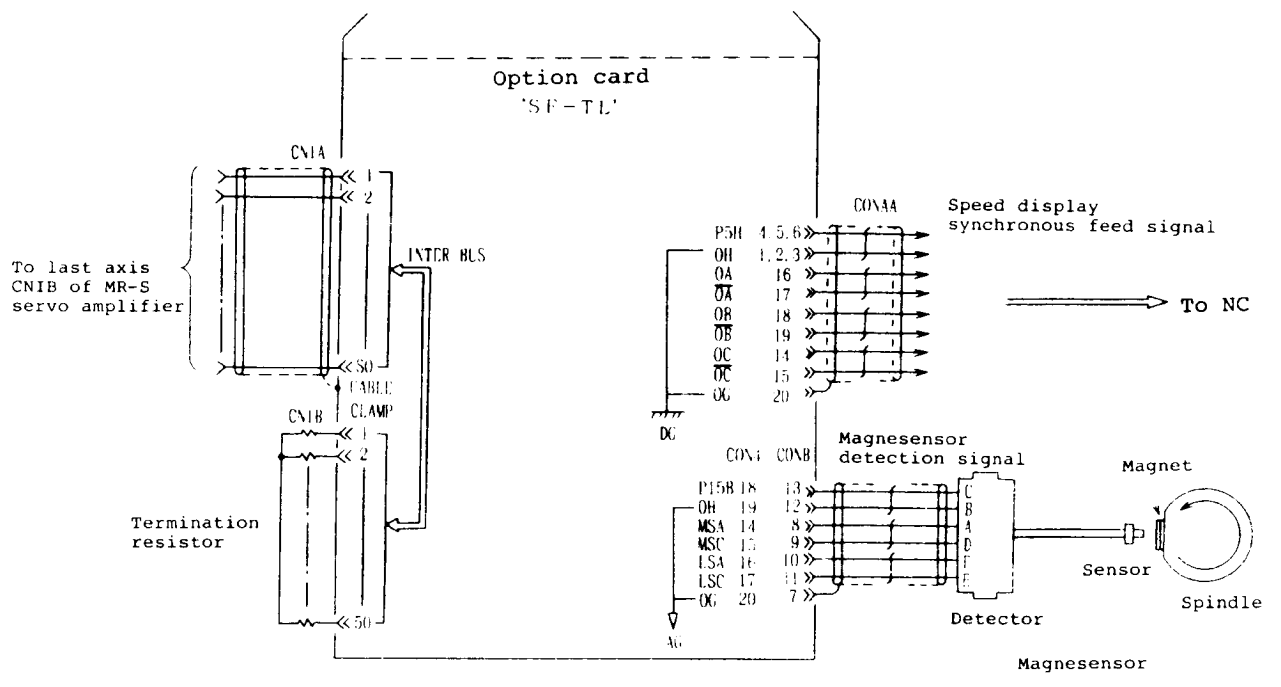 Option card
'SF-TL'
CN1A
1
2
INTER BUS
To last axis
CN1B of MR-S
servo amplifier
50
CABLE
CLAMP
CN1B
1
2
Termination
resistor
50
CONAA
Speed display
synchronous feed signal
P5H 4,5,6
OH 1,2,3
OA 16
O̅A̅ 17
OB 18
O̅B̅ 19
OC 14
O̅C̅ 15
OG 20
DG
To NC
Magnesensor
detection signal
CONB
P15B 18 13 C
OH 19 12 B
MSA 14 8 A
MSC 15 9 D
LSA 16 10 F
LSC 17 11 E
OG 20 7
AG
Magnet
Sensor
Spindle
Detector
Magnesensor